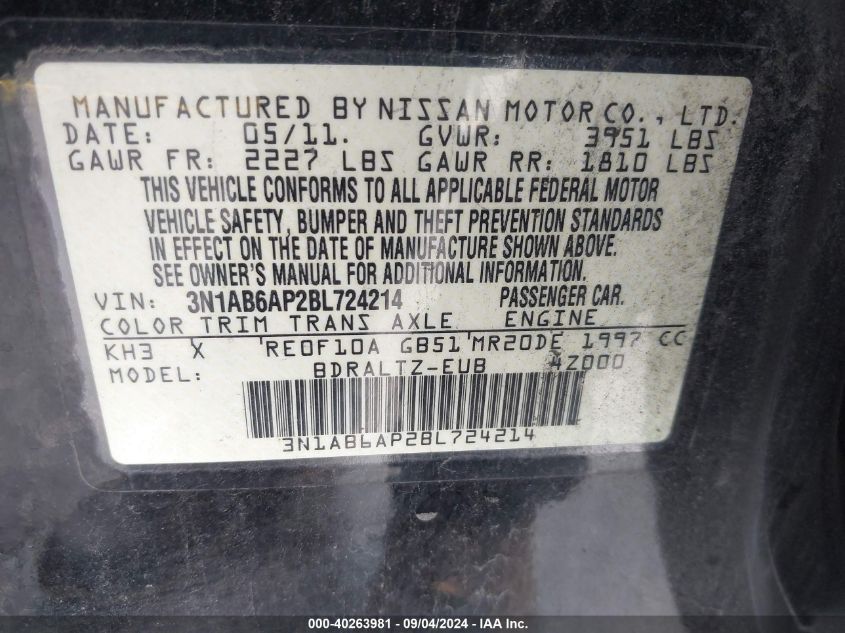 MANUFACTURED BY NISSAN MOTOR CO., LTD.
DATE: 05/11. GVWR: 3951 LBS
GAWR FR: 2227 LBS GAWR RR: 1810 LBS
THIS VEHICLE CONFORMS TO ALL APPLICABLE FEDERAL MOTOR
VEHICLE SAFETY, BUMPER AND THEFT PREVENTION STANDARDS
IN EFFECT ON THE DATE OF MANUFACTURE SHOWN ABOVE.
SEE OWNER'S MANUAL FOR ADDITIONAL INFORMATION.
VIN: 3N1AB6AP2BL724214 PASSENGER CAR.
COLOR TRIM TRANS AXLE ENGINE
KH3 X RE0F10A GB51 MR20DE 1997 CC
MODEL: BDRALTZ-EUB 4Z000
3N1AB6AP2BL724214
000-40263981 - 09/04/2024 - IAA Inc.